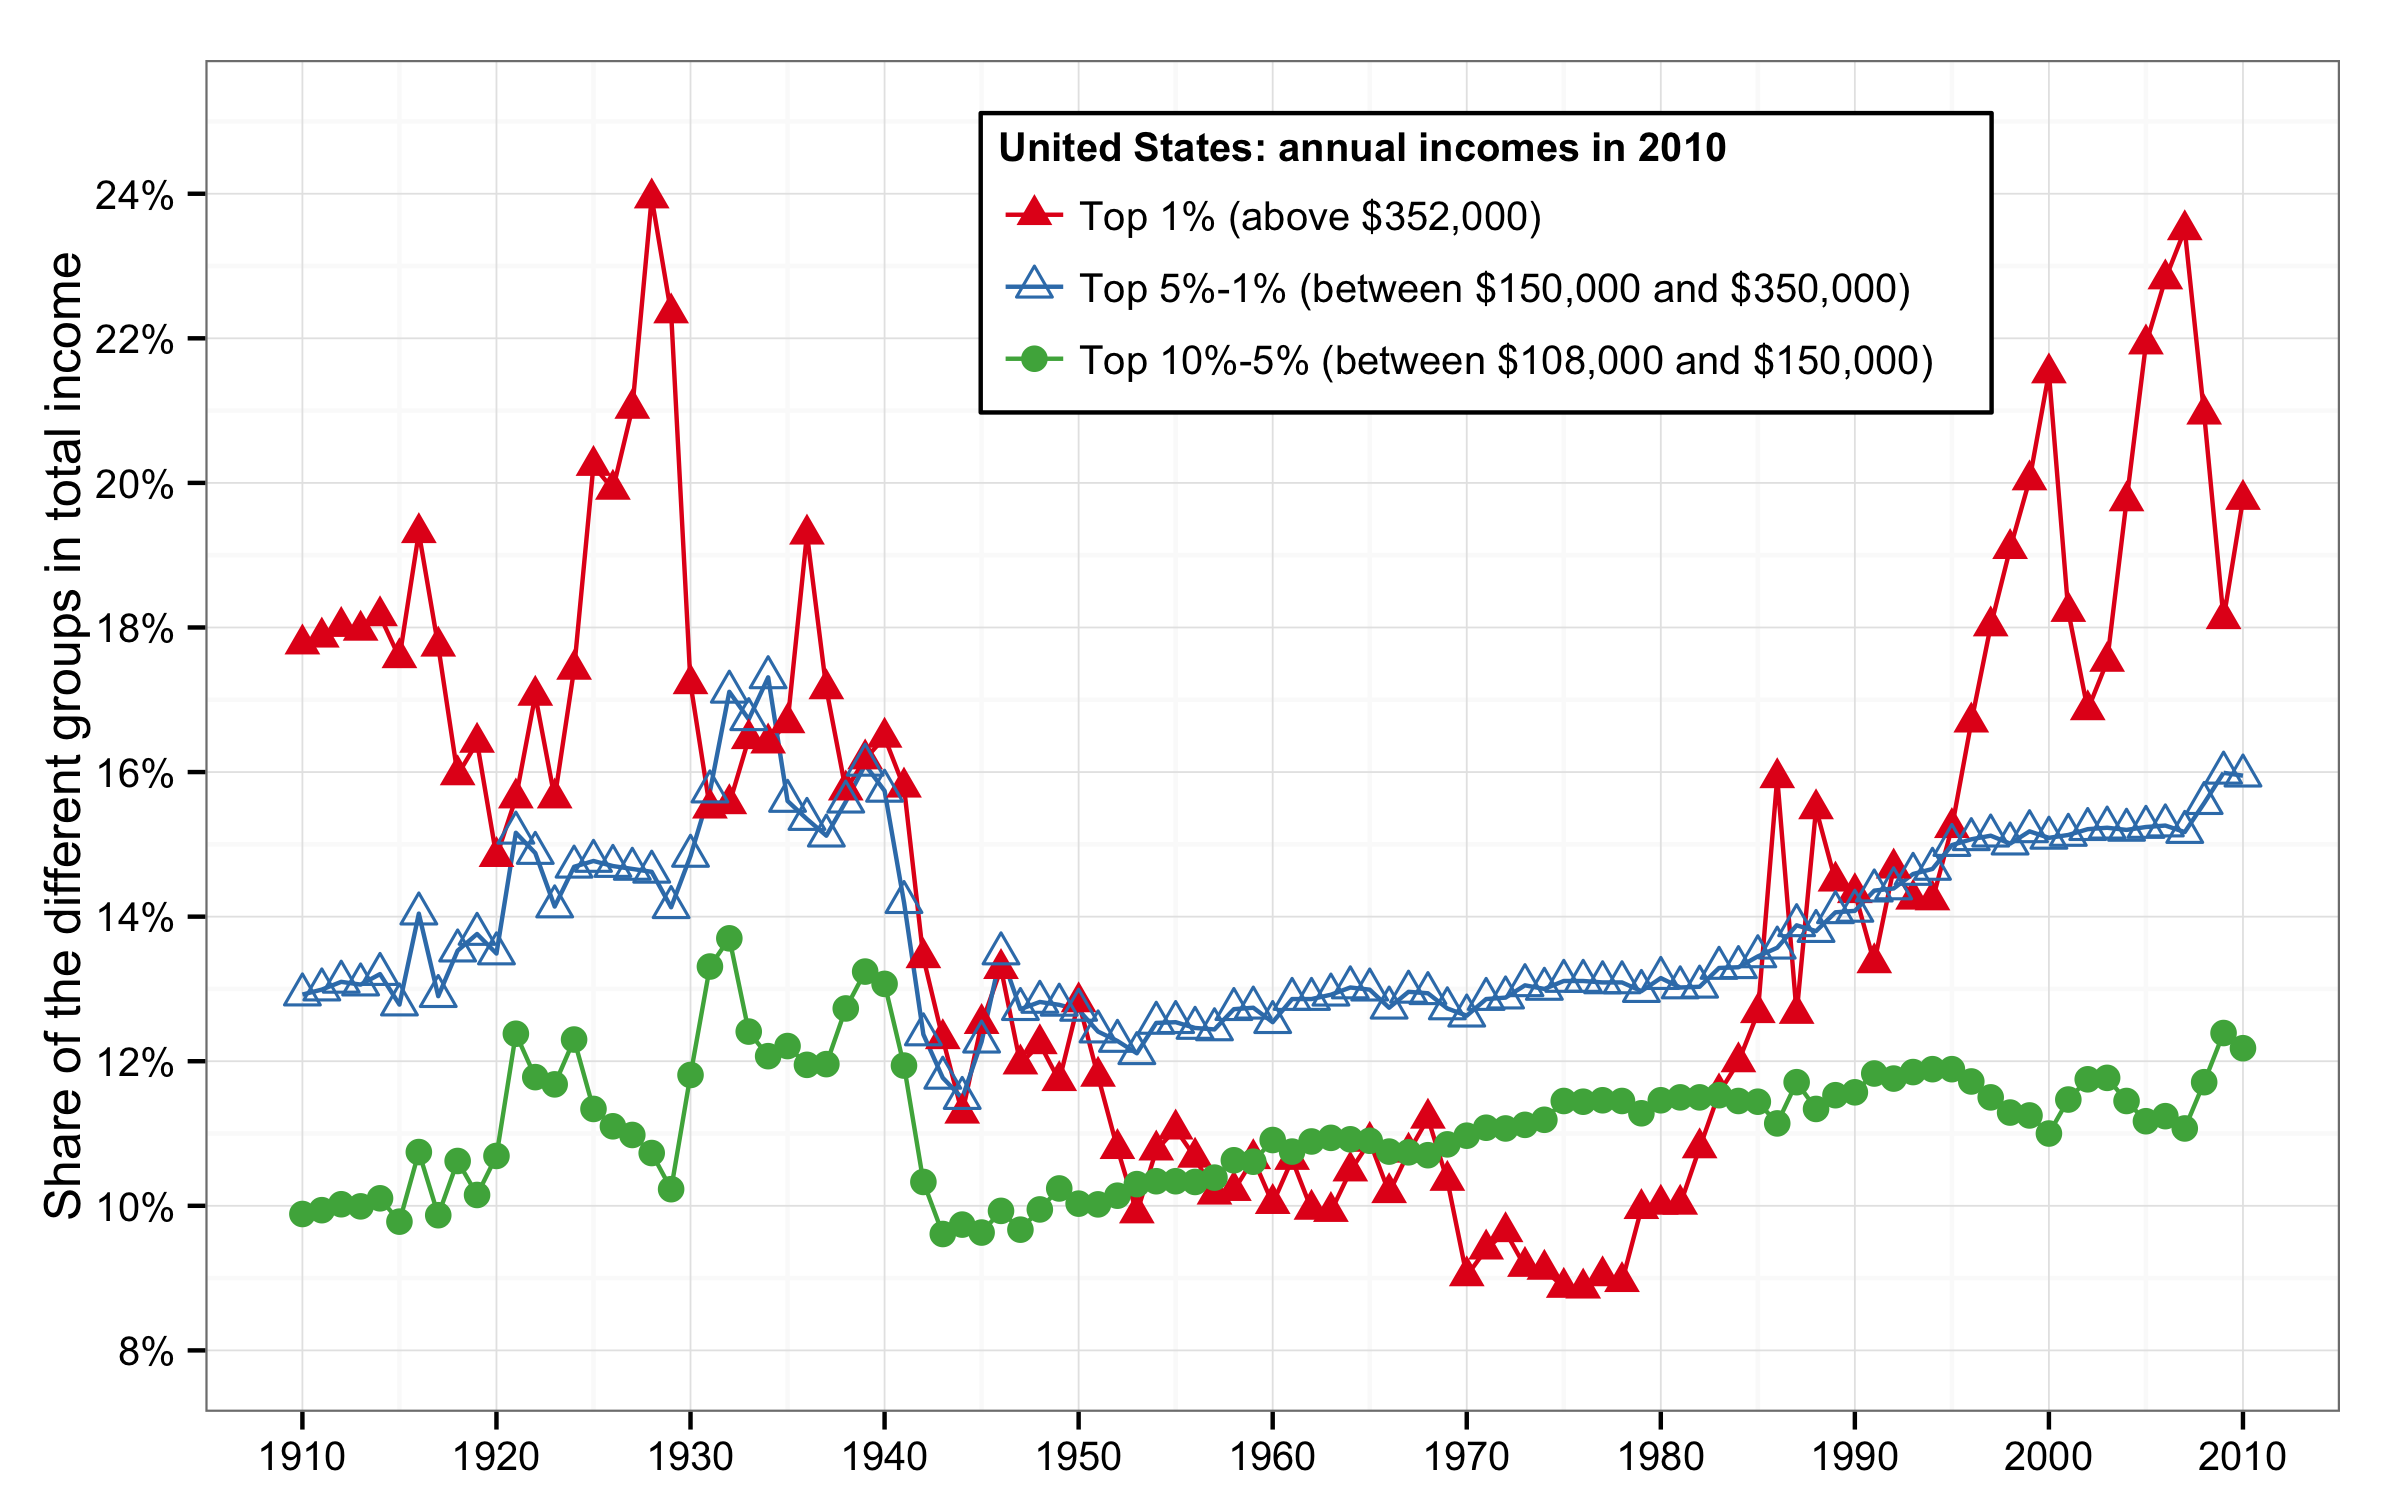 United States: annual incomes in 2010
Top 1% (above $352,000)
Top 5%-1% (between $150,000 and $350,000)
Top 10%-5% (between $108,000 and $150,000)
Share of the different groups in total income
24%
22%
20%
18%
16%
14%
12%
10%
8%
1910 1920 1930 1940 1950 1960 1970 1980 1990 2000 2010